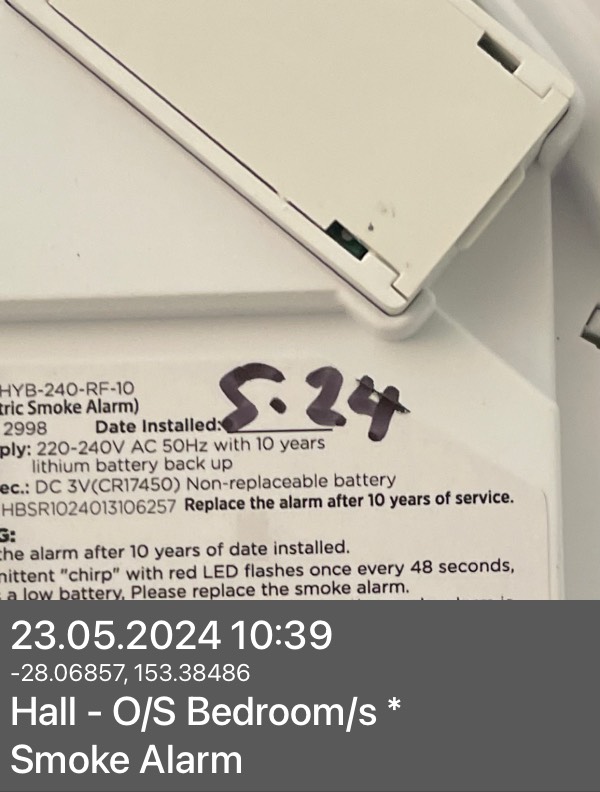 HYB-240-RF-10
tric Smoke Alarm)
2998 Date Installed: 5.24
ply: 220-240V AC 50Hz with 10 years
lithium battery back up
ec.: DC 3V(CR17450) Non-replaceable battery
HBSR1024013106257 Replace the alarm after 10 years of service.
G:
the alarm after 10 years of date installed.
mittent "chirp" with red LED flashes once every 48 seconds,
a low battery, Please replace the smoke alarm.
23.05.2024 10:39
-28.06857, 153.38486
Hall - O/S Bedroom/s *
Smoke Alarm